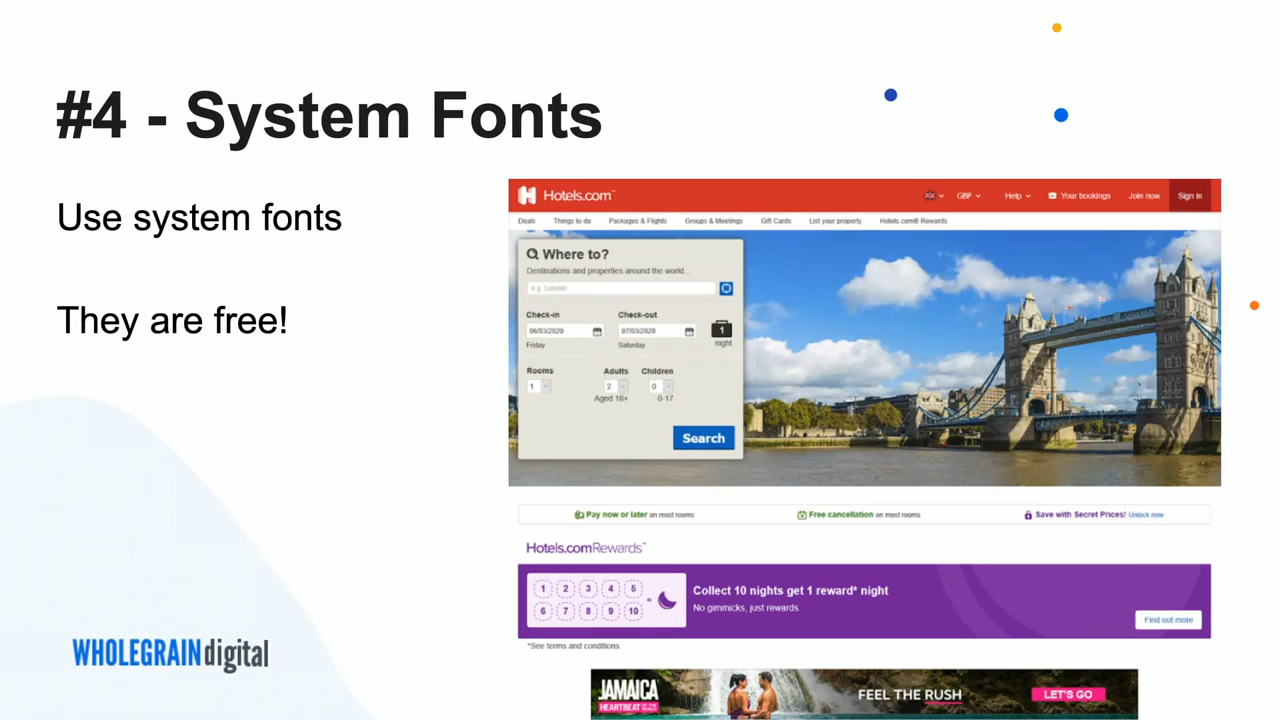 #4 - System Fonts
Use system fonts
They are free!
Hotels.com™
GBP
Help
Your bookings
Join now
Sign in
Deals
Things to do
Packages & Flights
Groups & Meetings
Gift Cards
List your property
Hotels.com® Rewards
Where to?
Destinations and properties around the world...
e.g. London
Check-in
Check-out
06/03/2020
07/03/2020
1
Friday
Saturday
night
Rooms
Adults
Children
1
2
0
Aged 18+
0-17
Search
Pay now or later on most rooms
Free cancellation on most rooms
Save with Secret Prices! Unlock now
Hotels.comRewards™
1 2 3 4 5
6 7 8 9 10
=
Collect 10 nights get 1 reward* night
No gimmicks, just rewards.
Find out more
*See terms and conditions
JAMAICA
HEARTBEAT OF THE WORLD
FEEL THE RUSH
LET'S GO
WHOLEGRAIN digital